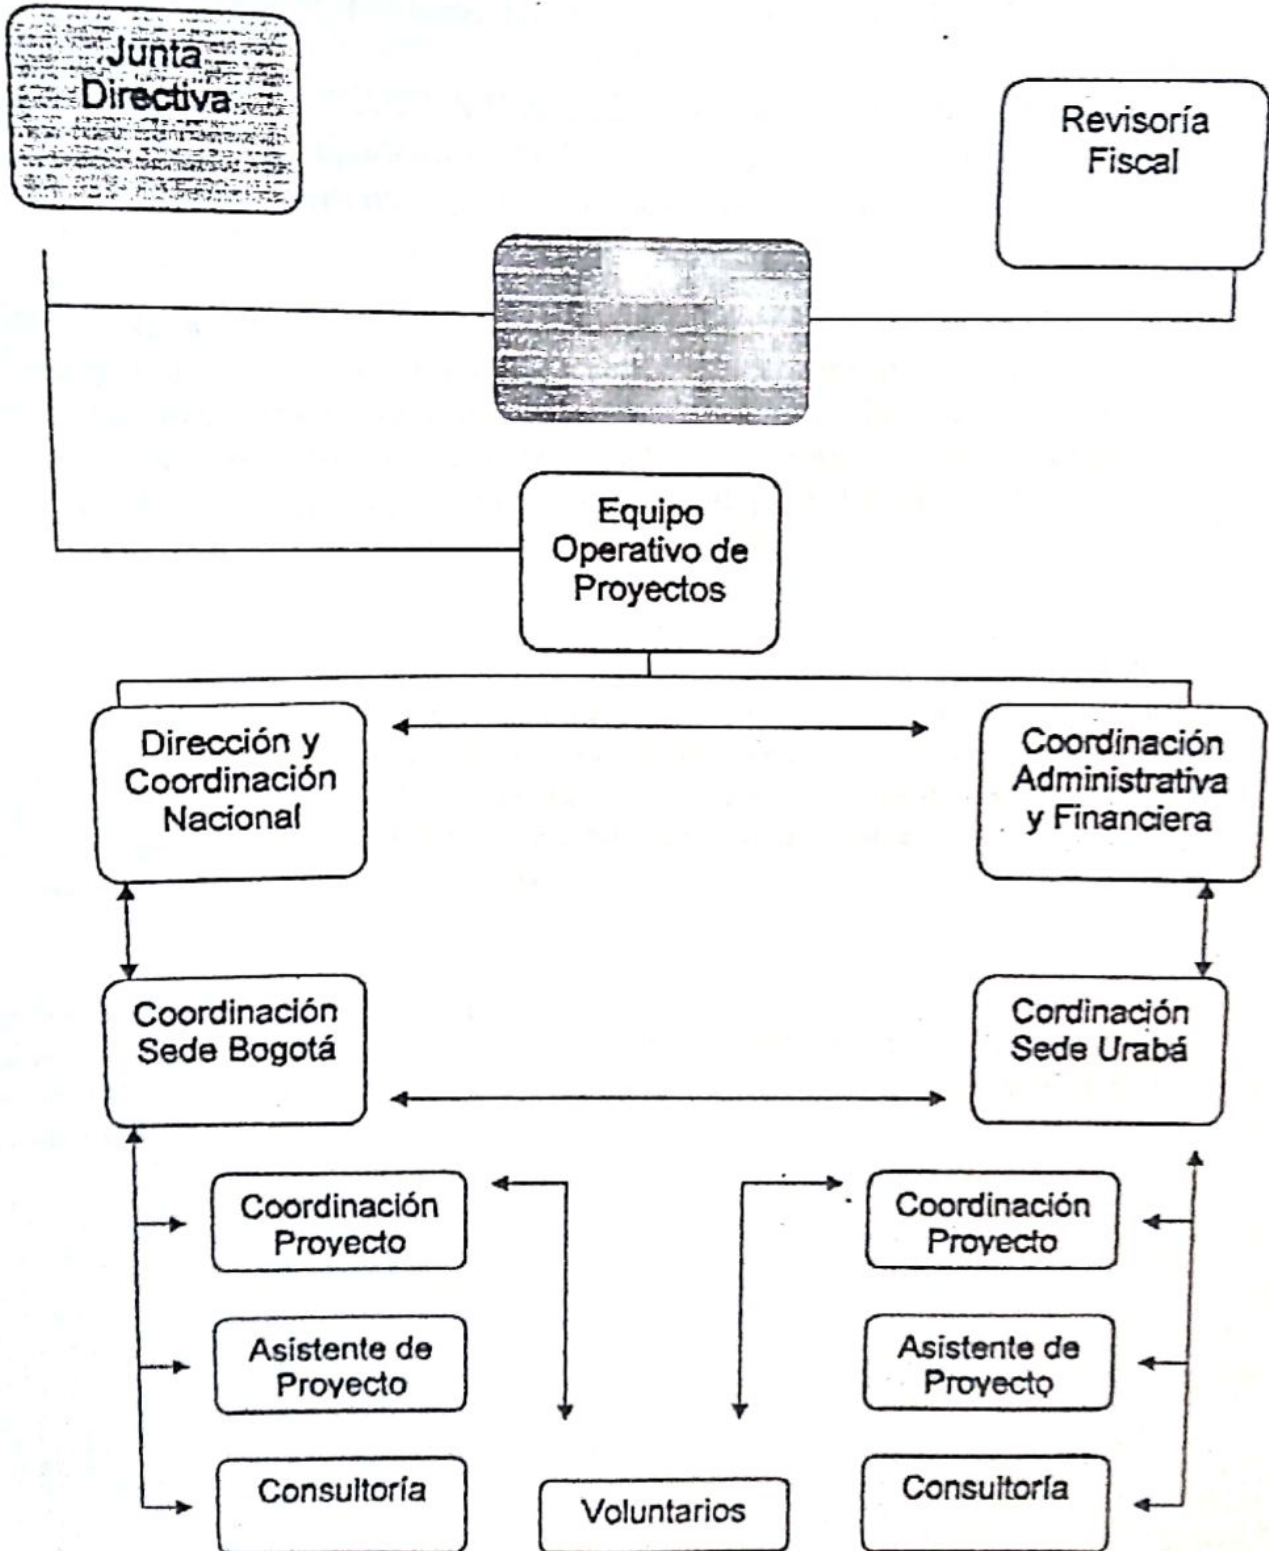 Junta
Directiva
Revisoría
Fiscal
Equipo
Operativo de
Proyectos
Dirección y
Coordinación
Nacional
Coordinación
Administrativa
y Financiera
Coordinación
Sede Bogotá
Cordinación
Sede Urabá
Coordinación
Proyecto
Coordinación
Proyecto
Asistente de
Proyecto
Asistente de
Proyecto
Consultoría
Voluntarios
Consultoría